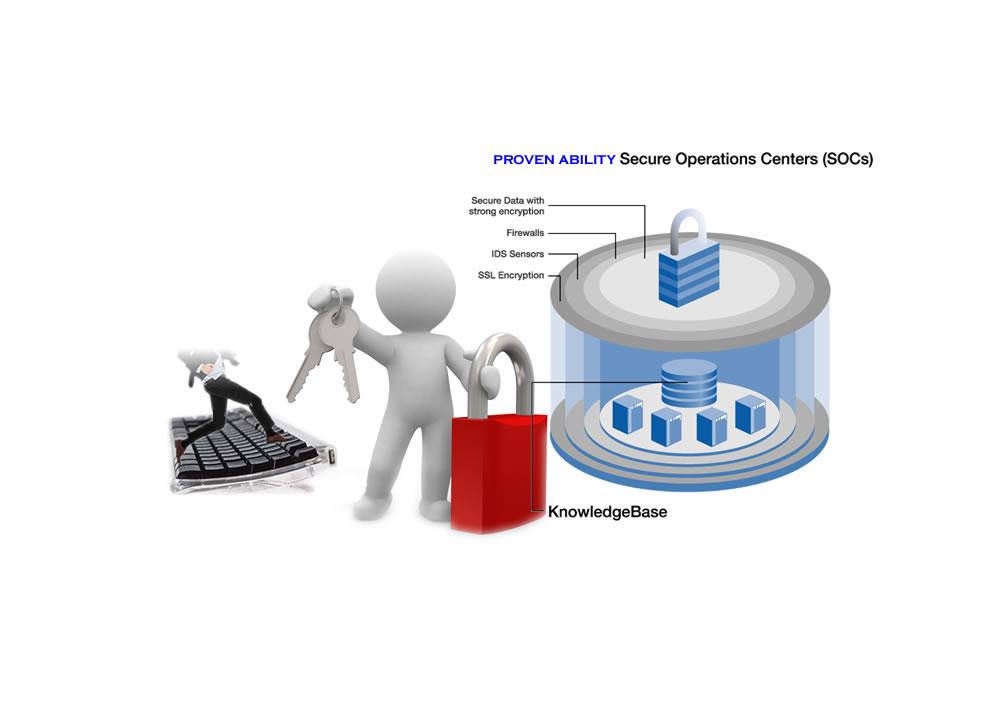 PROVEN ABILITY Secure Operations Centers (SOCs)
Secure Data with
strong encryption
Firewalls
IDS Sensors
SSL Encryption
KnowledgeBase